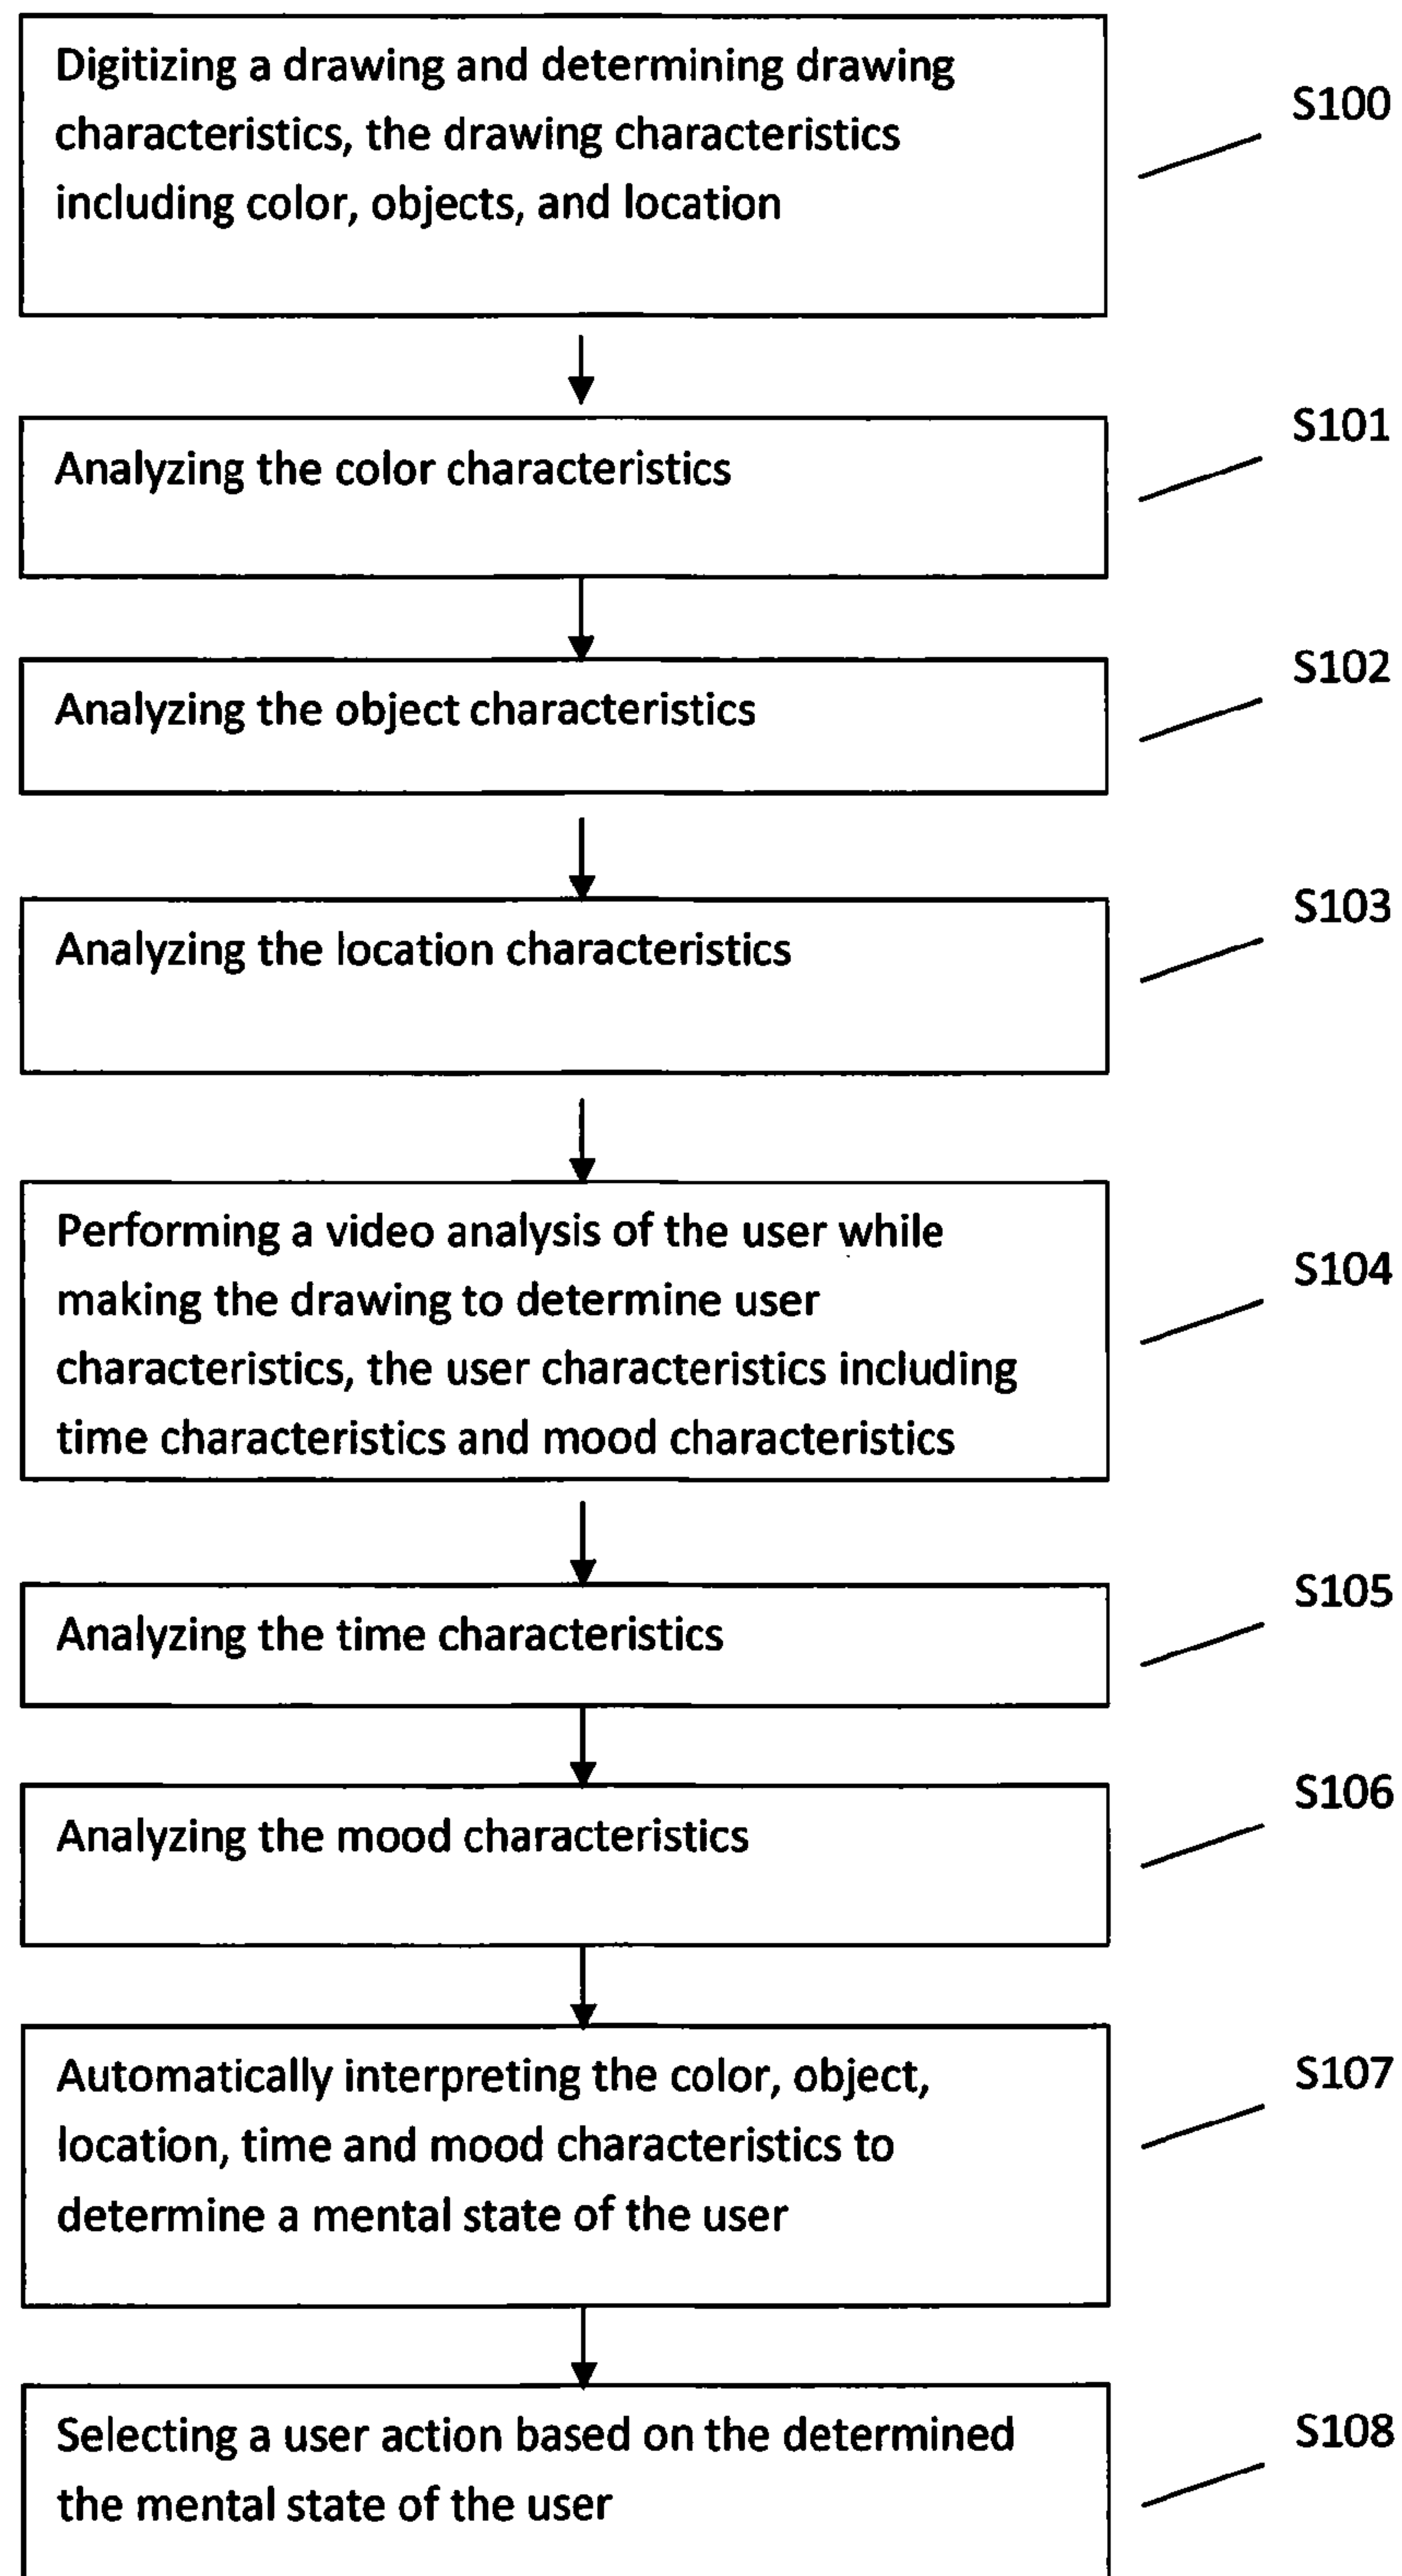 Digitizing a drawing and determining drawing
characteristics, the drawing characteristics
including color, objects, and location
S100
Analyzing the color characteristics
S101
Analyzing the object characteristics
S102
Analyzing the location characteristics
S103
Performing a video analysis of the user while
making the drawing to determine user
characteristics, the user characteristics including
time characteristics and mood characteristics
S104
Analyzing the time characteristics
S105
Analyzing the mood characteristics
S106
Automatically interpreting the color, object,
location, time and mood characteristics to
determine a mental state of the user
S107
Selecting a user action based on the determined
the mental state of the user
S108